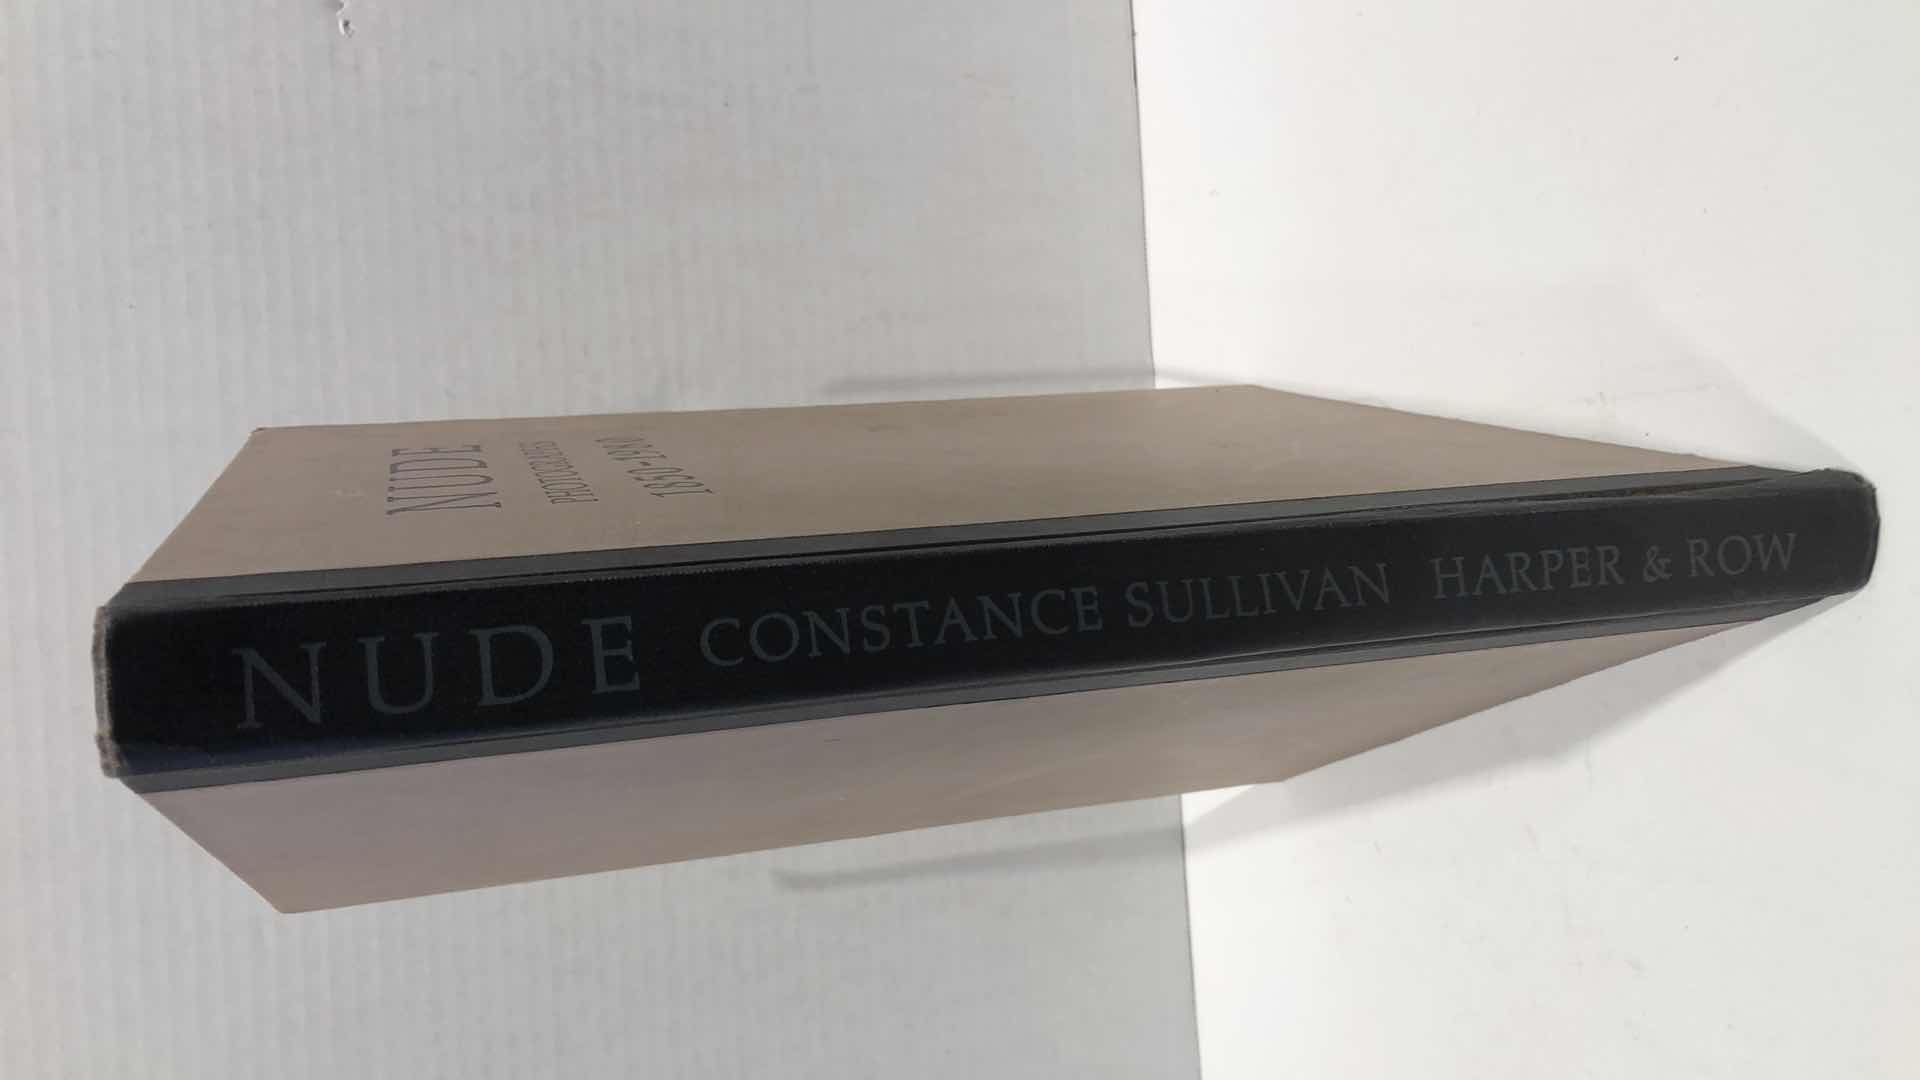 NUDE CONSTANCE SULLIVAN HARPER & ROW
NUDE
PHOTOGRAPHS
1850-1980